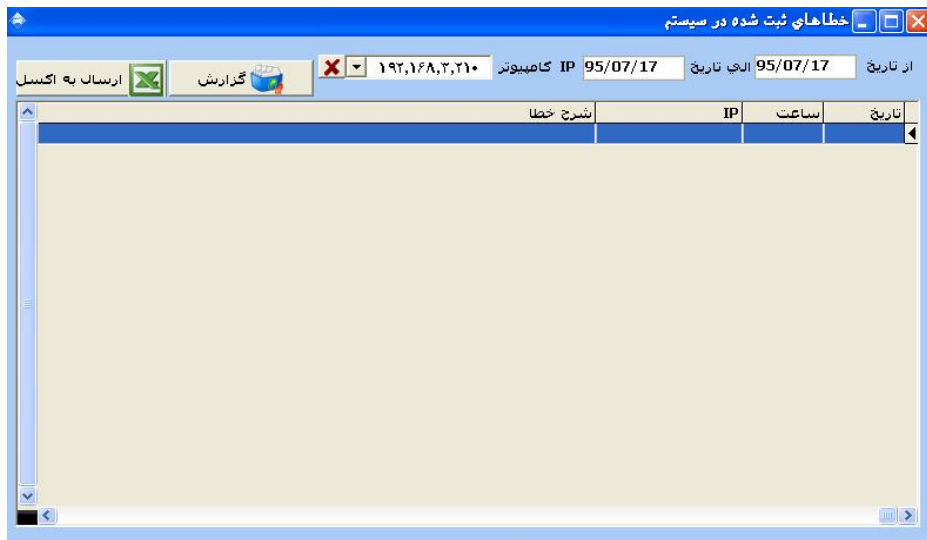 خطاهاي ثبت شده در سيستم
از تاريخ 95/07/17 الي تاريخ 95/07/17 IP كامپيوتر ۱۹۲,۱۶۸,۳,۲۱۰ گزارش ارسال به اكسل
تاريخ ساعت IP شرح خطا